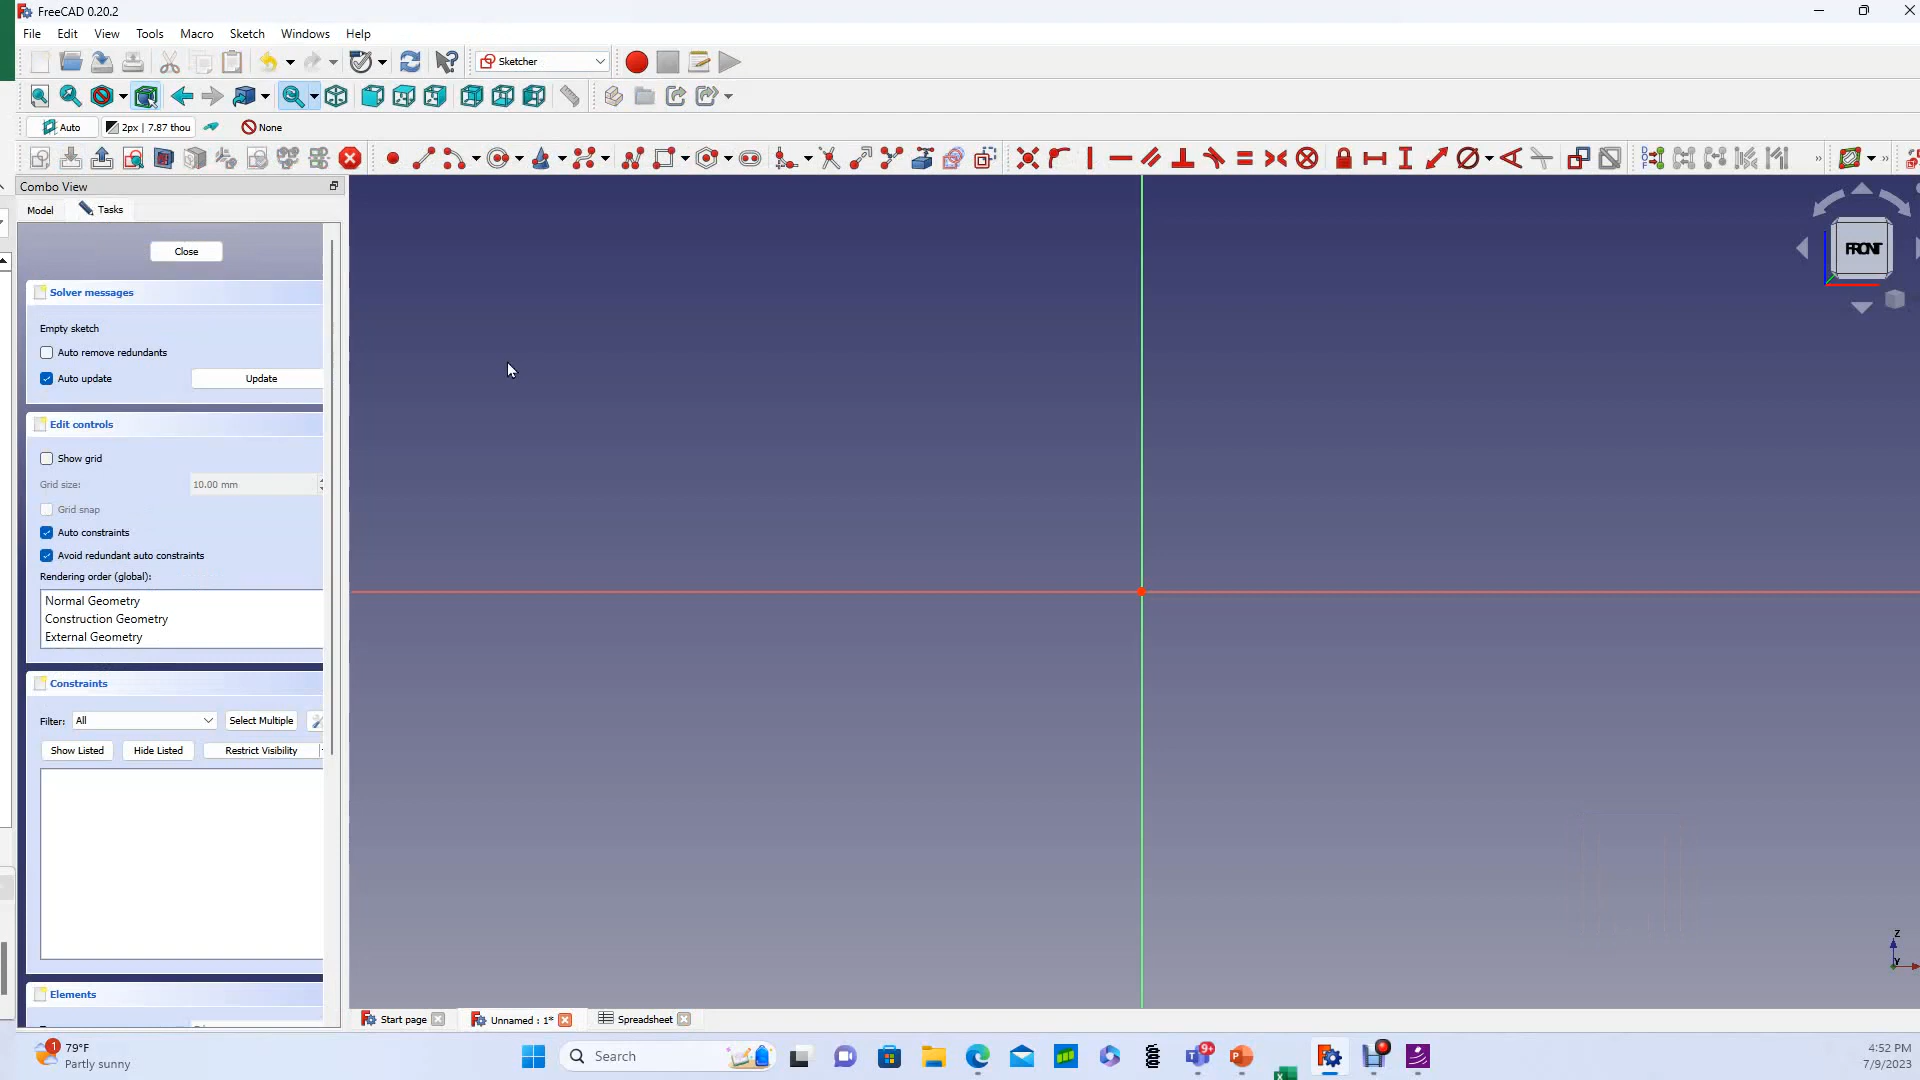 FreeCAD 0.20.2
File Edit View Tools Macro Sketch Windows Help
Sketcher
Auto 2px | 7.87 thou None
Combo View
Model Tasks
Close
Solver messages
Empty sketch
Auto remove redundants
Auto update Update
Edit controls
Show grid
Grid size: 10.00 mm
Grid snap
Auto constraints
Avoid redundant auto constraints
Rendering order (global):
Normal Geometry
Construction Geometry
External Geometry
Constraints
Filter: All Select Multiple
Show Listed Hide Listed Restrict Visibility
Elements
FRONT
z
y
Start page Unnamed : 1* Spreadsheet
1
79°F
Partly sunny
Search
9+
4:52 PM
7/9/2023